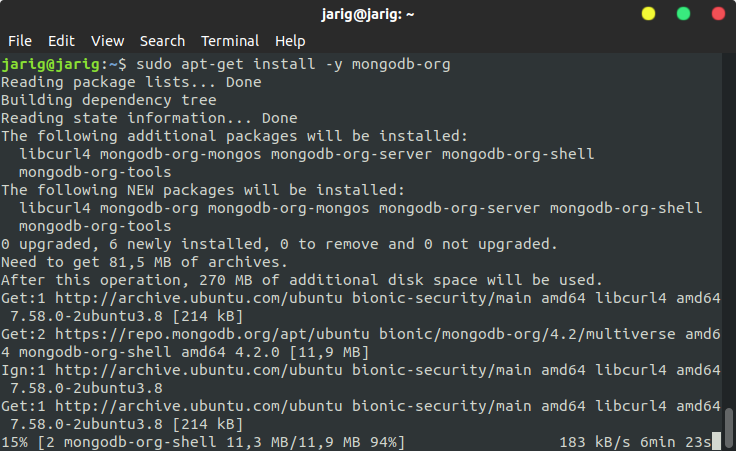 jarig@jarig: ~
File Edit View Search Terminal Help
jarig@jarig:~$ sudo apt-get install -y mongodb-org
Reading package lists... Done
Building dependency tree
Reading state information... Done
The following additional packages will be installed:
  libcurl4 mongodb-org-mongos mongodb-org-server mongodb-org-shell
  mongodb-org-tools
The following NEW packages will be installed:
  libcurl4 mongodb-org mongodb-org-mongos mongodb-org-server mongodb-org-shell
  mongodb-org-tools
0 upgraded, 6 newly installed, 0 to remove and 0 not upgraded.
Need to get 81,5 MB of archives.
After this operation, 270 MB of additional disk space will be used.
Get:1 http://archive.ubuntu.com/ubuntu bionic-security/main amd64 libcurl4 amd64
 7.58.0-2ubuntu3.8 [214 kB]
Get:2 https://repo.mongodb.org/apt/ubuntu bionic/mongodb-org/4.2/multiverse amd6
4 mongodb-org-shell amd64 4.2.0 [11,9 MB]
Ign:1 http://archive.ubuntu.com/ubuntu bionic-security/main amd64 libcurl4 amd64
 7.58.0-2ubuntu3.8
Get:1 http://archive.ubuntu.com/ubuntu bionic-security/main amd64 libcurl4 amd64
 7.58.0-2ubuntu3.8 [214 kB]
15% [2 mongodb-org-shell 11,3 MB/11,9 MB 94%] 183 kB/s 6min 23s